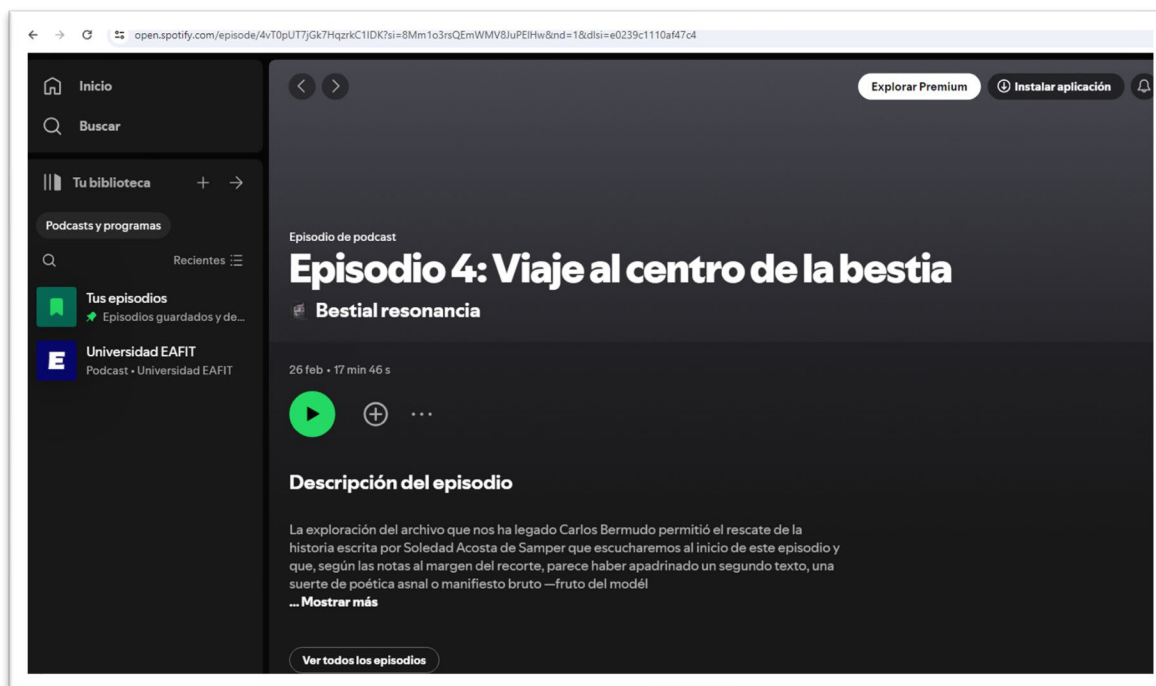 open.spotify.com/episode/4vT0pUT7jGk7HqzrkC1IDK?si=8Mm1o3rsQEmWMV8JuPEIHw&nd=1&dlsi=e0239c1110af47c4
Inicio
Buscar
Tu biblioteca
Podcasts y programas
Recientes
Tus episodios
Episodios guardados y de...
E
Universidad EAFIT
Podcast • Universidad EAFIT
Explorar Premium
Instalar aplicación
Episodio de podcast
Episodio 4: Viaje al centro de la bestia
Bestial resonancia
26 feb • 17 min 46 s
Descripción del episodio
La exploración del archivo que nos ha legado Carlos Bermudo permitió el rescate de la
historia escrita por Soledad Acosta de Samper que escucharemos al inicio de este episodio y
que, según las notas al margen del recorte, parece haber apadrinado un segundo texto, una
suerte de poética asnal o manifiesto bruto —fruto del modél
... Mostrar más
Ver todos los episodios